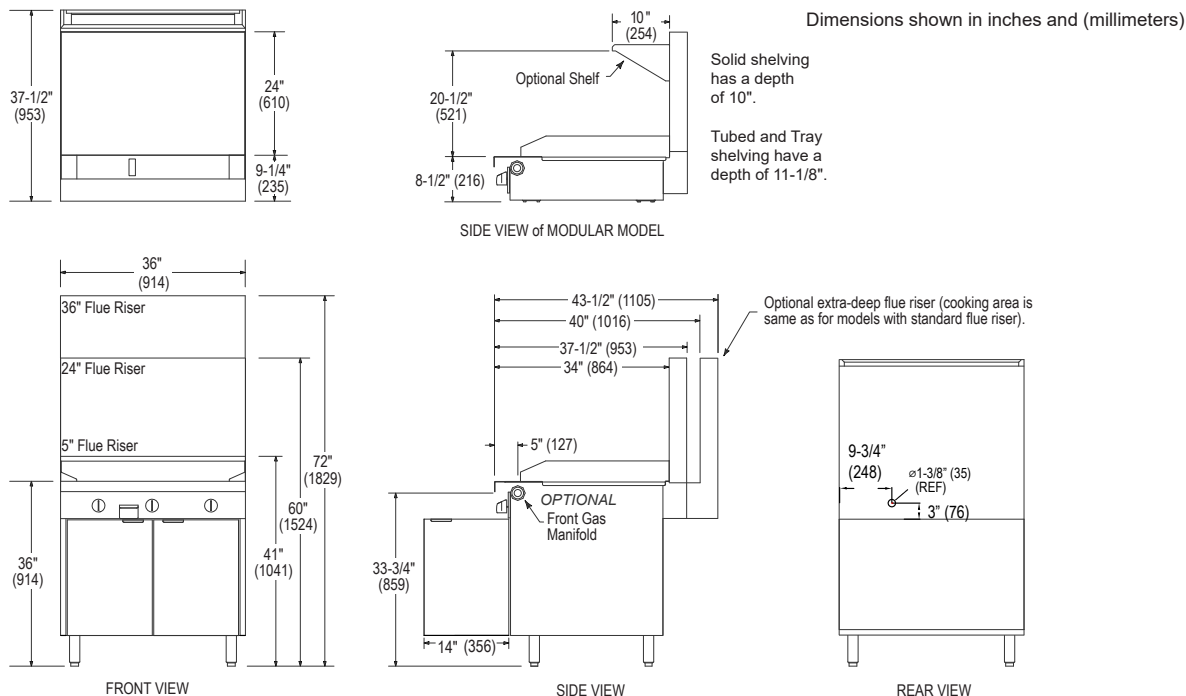 Dimensions shown in inches and (millimeters)
37-1/2"
(953)
24"
(610)
9-1/4"
(235)
10"
(254)
Optional Shelf
20-1/2"
(521)
8-1/2" (216)
Solid shelving
has a depth
of 10".
Tubed and Tray
shelving have a
depth of 11-1/8".
SIDE VIEW of MODULAR MODEL
36"
(914)
36" Flue Riser
24" Flue Riser
5" Flue Riser
72"
(1829)
60"
(1524)
41"
(1041)
36"
(914)
FRONT VIEW
43-1/2" (1105)
40" (1016)
37-1/2" (953)
34" (864)
5" (127)
OPTIONAL
Front Gas
Manifold
33-3/4"
(859)
14" (356)
SIDE VIEW
Optional extra-deep flue riser (cooking area is
same as for models with standard flue riser).
9-3/4"
(248)
⌀1-3/8" (35)
(REF)
3" (76)
REAR VIEW